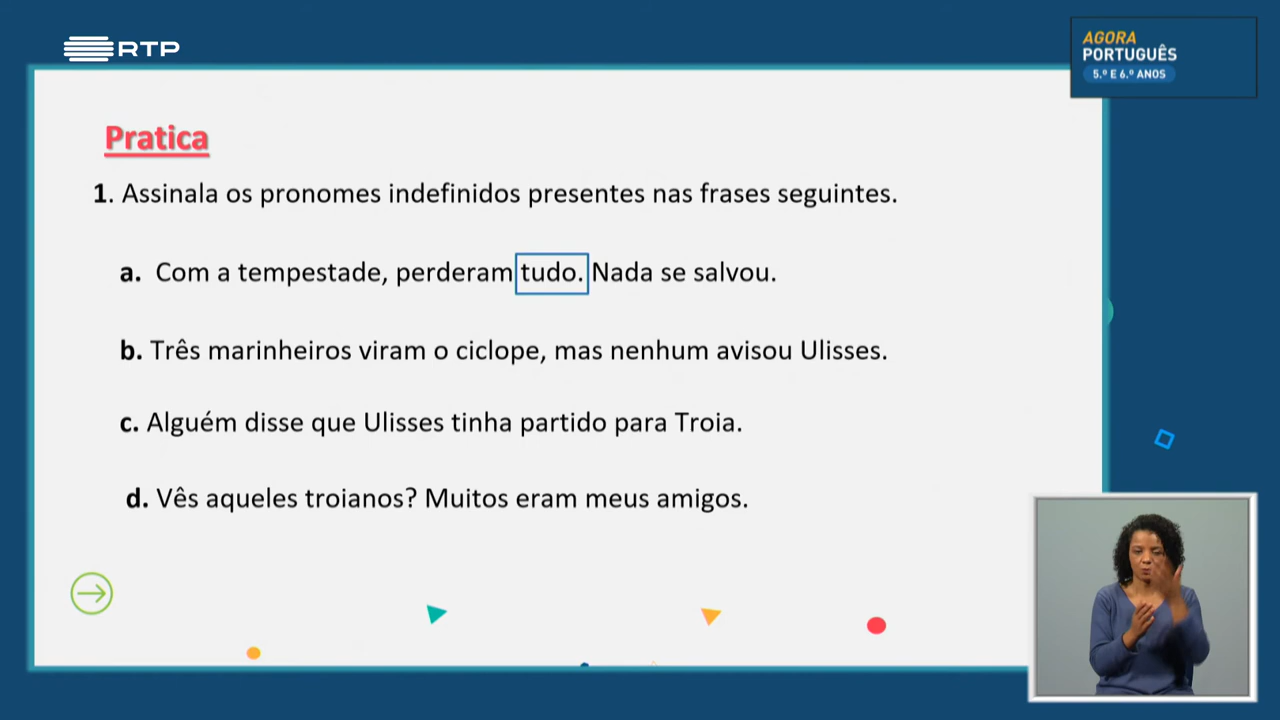 RTP
AGORA
PORTUGUÊS
5.º E 6.º ANOS
Pratica
1. Assinala os pronomes indefinidos presentes nas frases seguintes.
a. Com a tempestade, perderam tudo. Nada se salvou.
b. Três marinheiros viram o ciclope, mas nenhum avisou Ulisses.
c. Alguém disse que Ulisses tinha partido para Troia.
d. Vês aqueles troianos? Muitos eram meus amigos.